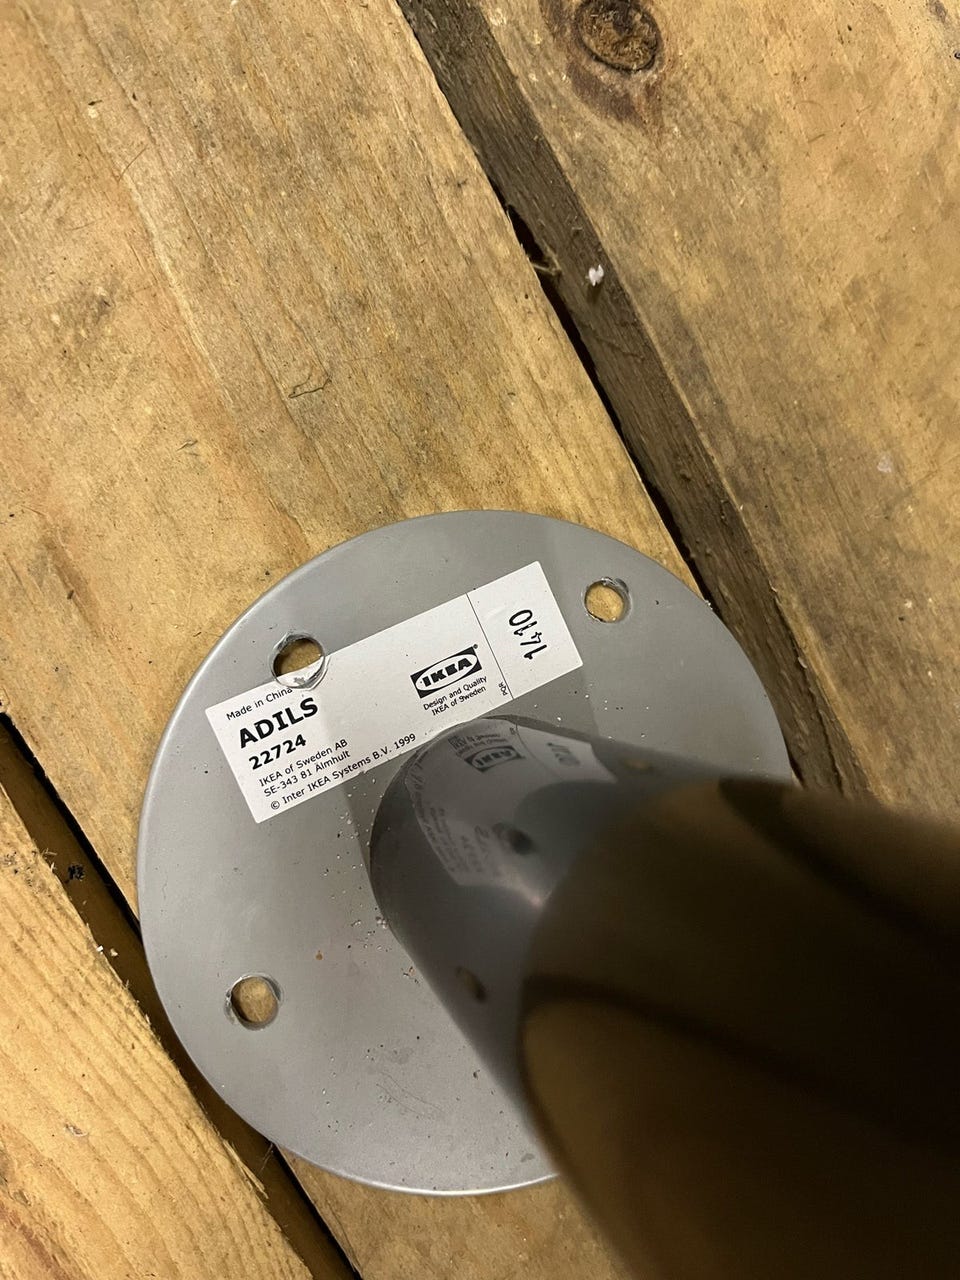 Made in China
ADILS
22724
IKEA of Sweden AB
SE-343 81 Älmhult
© Inter IKEA Systems B.V. 1999
IKEA®
Design and Quality
IKEA of Sweden
1410